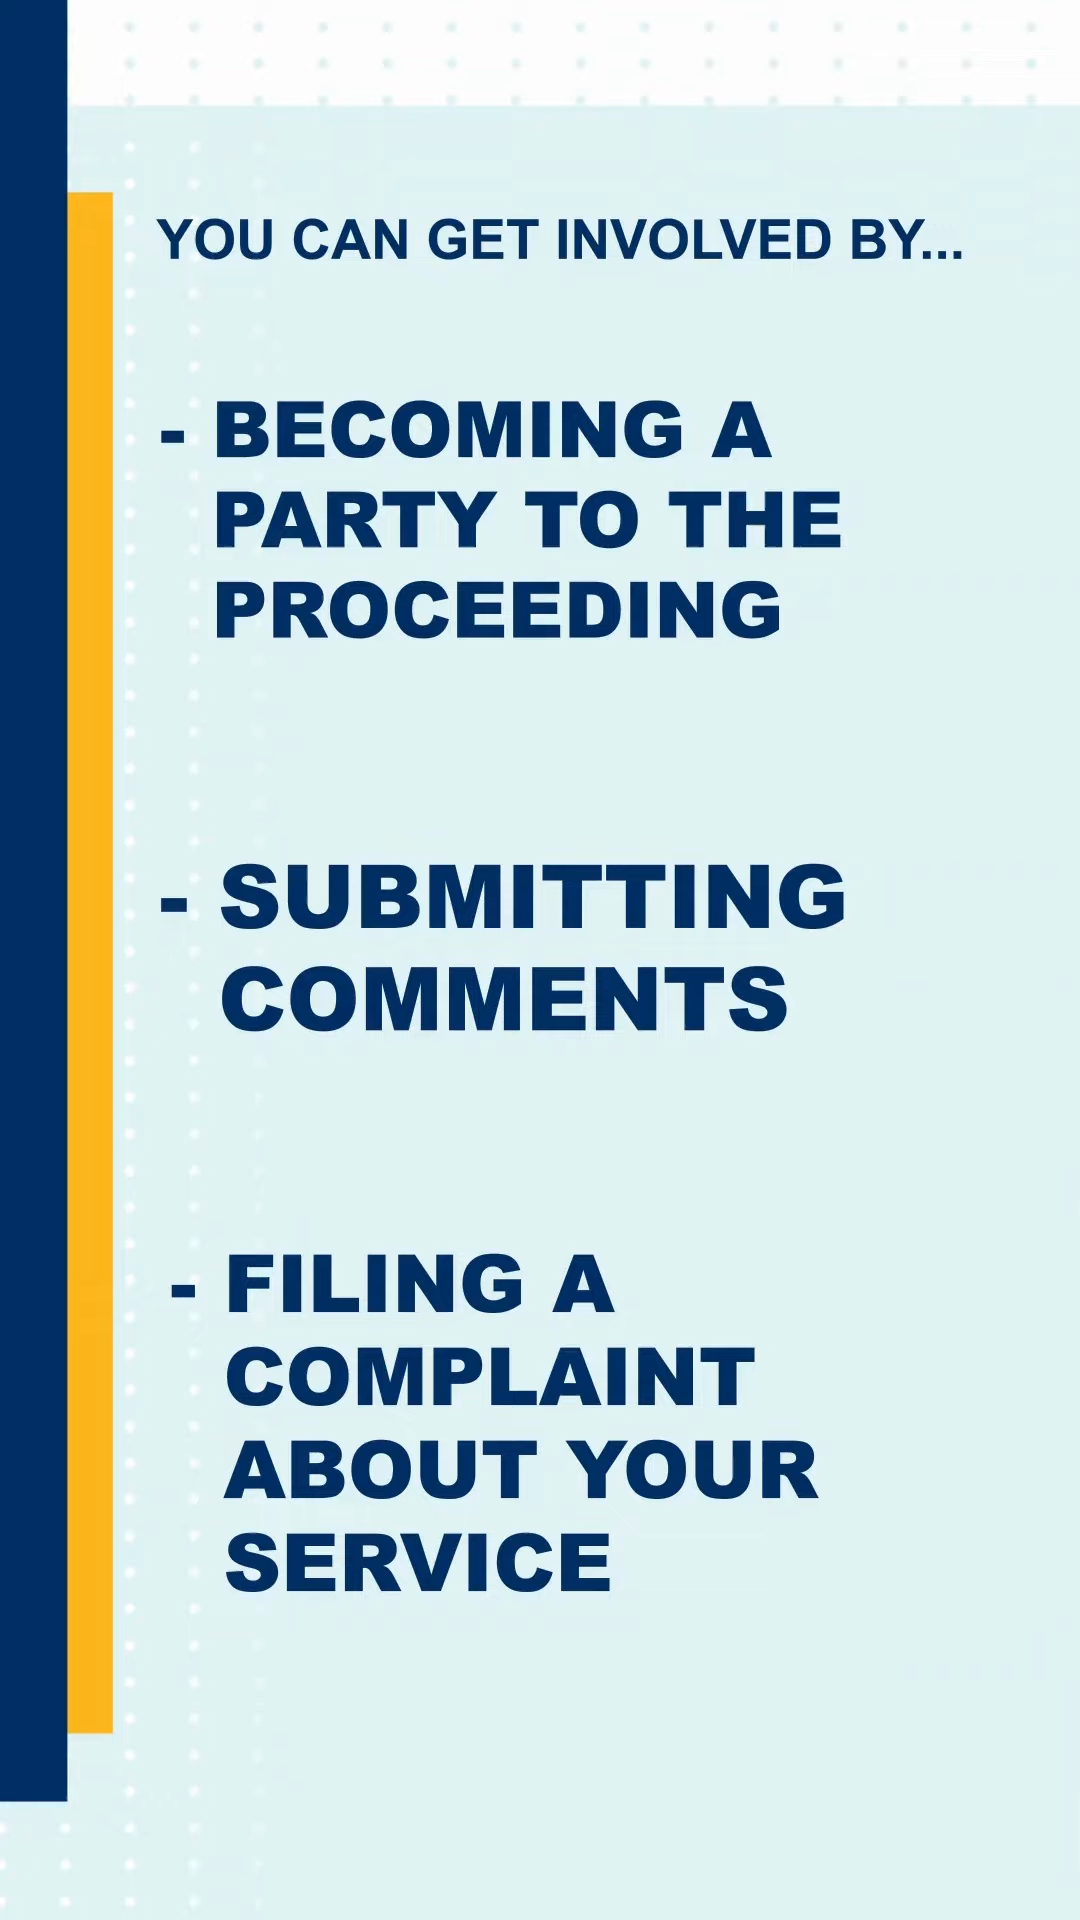 YOU CAN GET INVOLVED BY...
- BECOMING A
PARTY TO THE
PROCEEDING
- SUBMITTING
COMMENTS
- FILING A
COMPLAINT
ABOUT YOUR
SERVICE